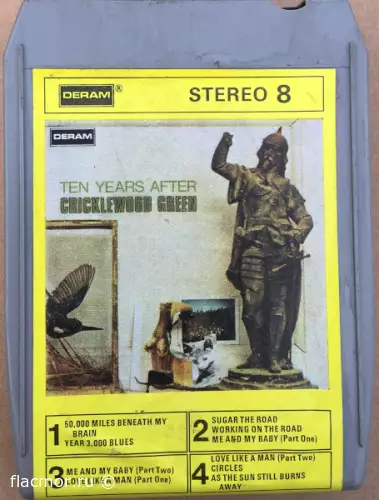 DERAM®
STEREO 8
DERAM
TEN YEARS AFTER
CRICKLEWOOD GREEN
1 50,000 MILES BENEATH MY
BRAIN
YEAR 3,000 BLUES
2 SUGAR THE ROAD
WORKING ON THE ROAD
ME AND MY BABY (Part One)
3 ME AND MY BABY (Part Two)
A MAN (Part One)
4 LOVE LIKE A MAN (Part Two)
CIRCLES
AS THE SUN STILL BURNS
AWAY
flacmor.ru ©